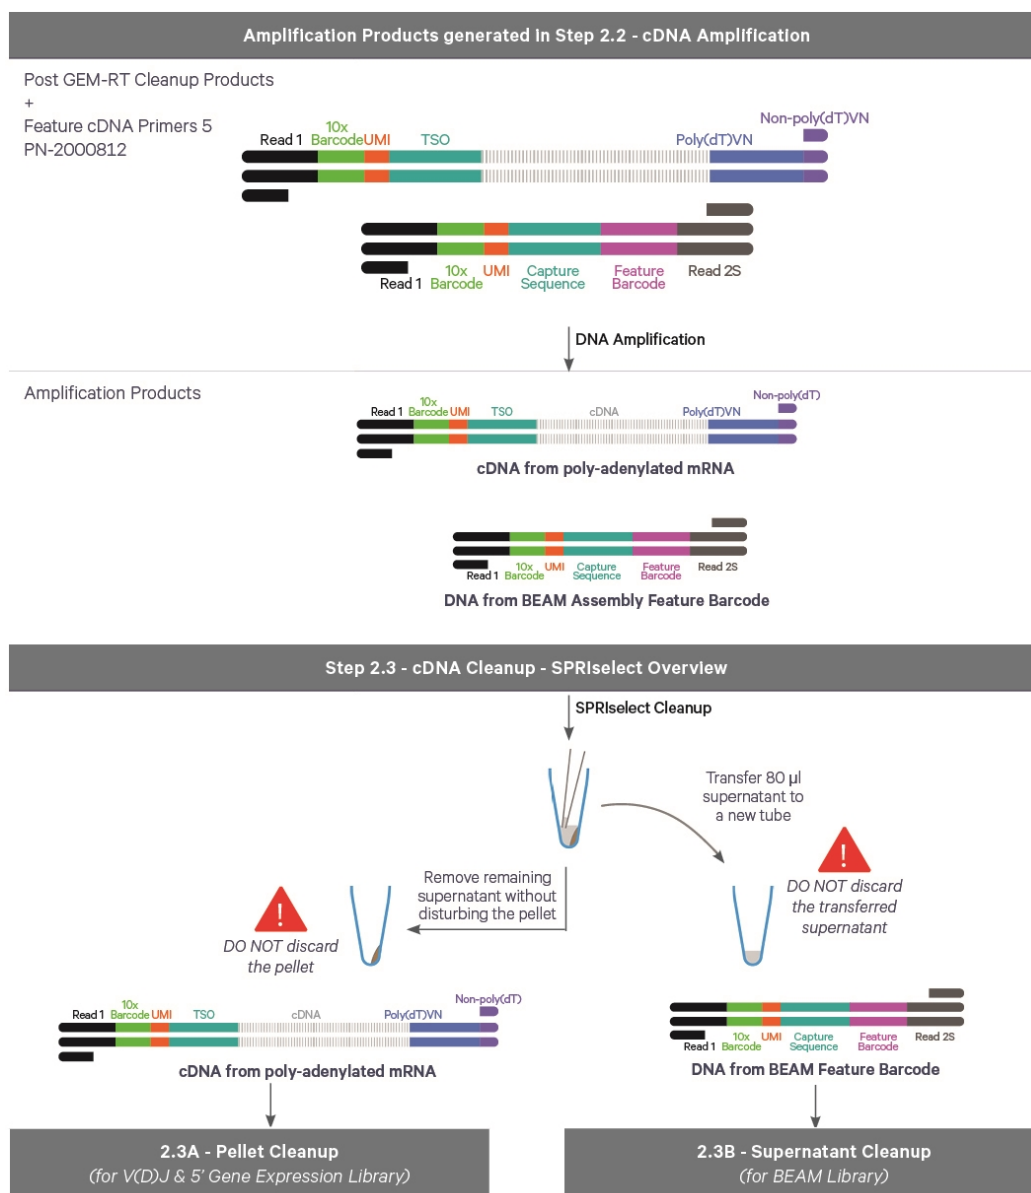 Amplification Products generated in Step 2.2 - cDNA Amplification
Post GEM-RT Cleanup Products
+
Feature cDNA Primers 5
PN-2000812
Non-poly(dT)VN
Read 1
10x
Barcode
UMI
TSO
Poly(dT)VN
Read 1
10x
Barcode
UMI
Capture
Sequence
Feature
Barcode
Read 2S
DNA Amplification
Amplification Products
Non-poly(dT)
Read 1
10x
Barcode
UMI
TSO
cDNA
Poly(dT)VN
cDNA from poly-adenylated mRNA
Read 1
10x
Barcode
UMI
Capture
Sequence
Feature
Barcode
Read 2S
DNA from BEAM Assembly Feature Barcode
Step 2.3 - cDNA Cleanup - SPRIselect Overview
SPRIselect Cleanup
Transfer 80 µl
supernatant to
a new tube
!
DO NOT discard
the transferred
supernatant
Remove remaining
supernatant without
disturbing the pellet
!
DO NOT discard
the pellet
Non-poly(dT)
Read 1
10x
Barcode
UMI
TSO
cDNA
Poly(dT)VN
cDNA from poly-adenylated mRNA
Read 1
10x
Barcode
UMI
Capture
Sequence
Feature
Barcode
Read 2S
DNA from BEAM Feature Barcode
2.3A - Pellet Cleanup
(for V(D)J & 5' Gene Expression Library)
2.3B - Supernatant Cleanup
(for BEAM Library)